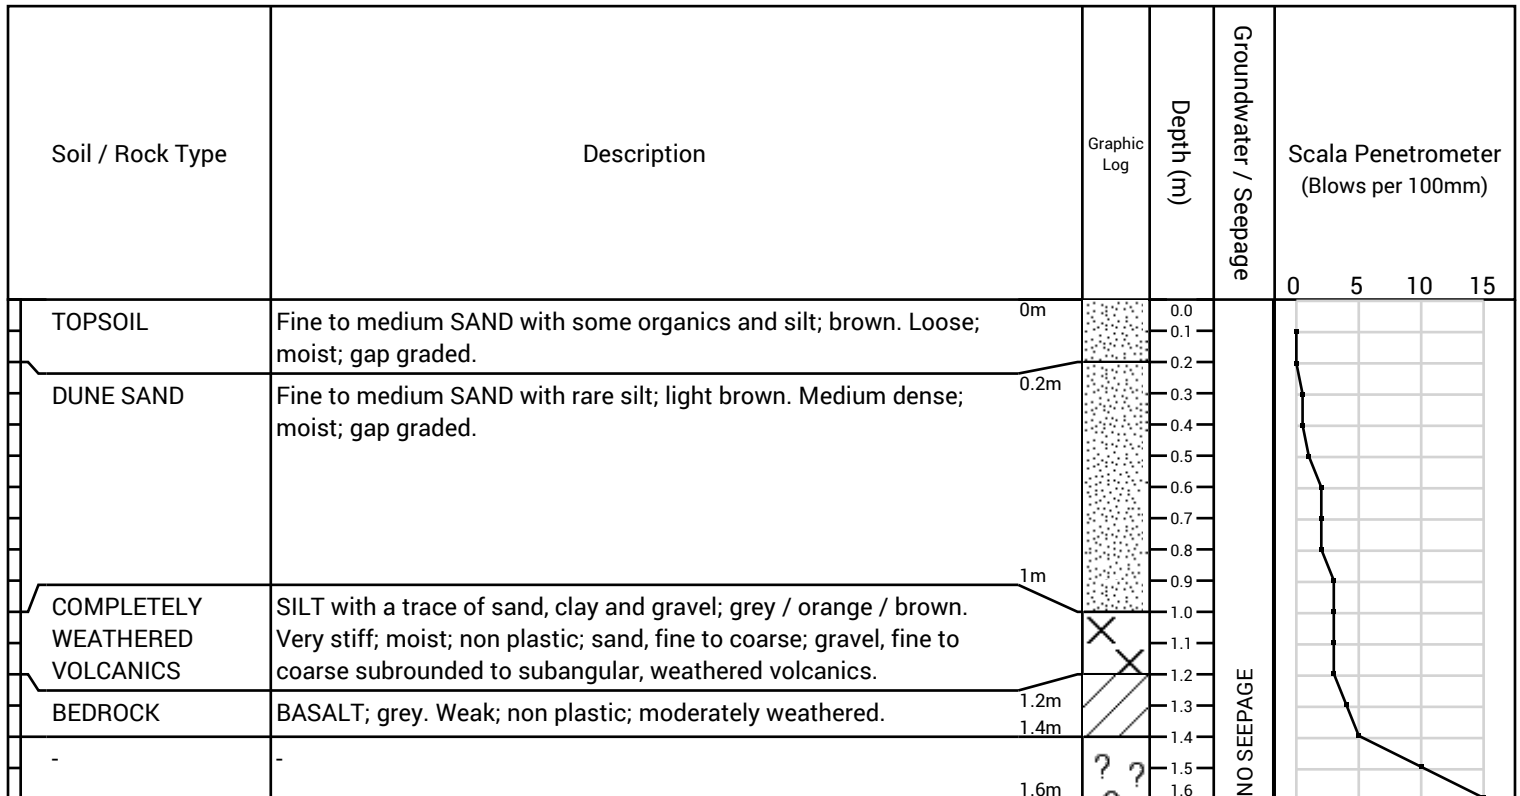 Soil / Rock Type
Description
Graphic
Log
Depth (m)
Groundwater / Seepage
Scala Penetrometer
(Blows per 100mm)
0 5 10 15
TOPSOIL
Fine to medium SAND with some organics and silt; brown. Loose;
moist; gap graded.
0m
DUNE SAND
Fine to medium SAND with rare silt; light brown. Medium dense;
moist; gap graded.
0.2m
COMPLETELY
WEATHERED
VOLCANICS
SILT with a trace of sand, clay and gravel; grey / orange / brown.
Very stiff; moist; non plastic; sand, fine to coarse; gravel, fine to
coarse subrounded to subangular, weathered volcanics.
1m
BEDROCK
BASALT; grey. Weak; non plastic; moderately weathered.
1.2m
1.4m
-
-
1.6m
? ?
0.0
0.1
0.2
0.3
0.4
0.5
0.6
0.7
0.8
0.9
1.0
1.1
1.2
1.3
1.4
1.5
1.6
NO SEEPAGE